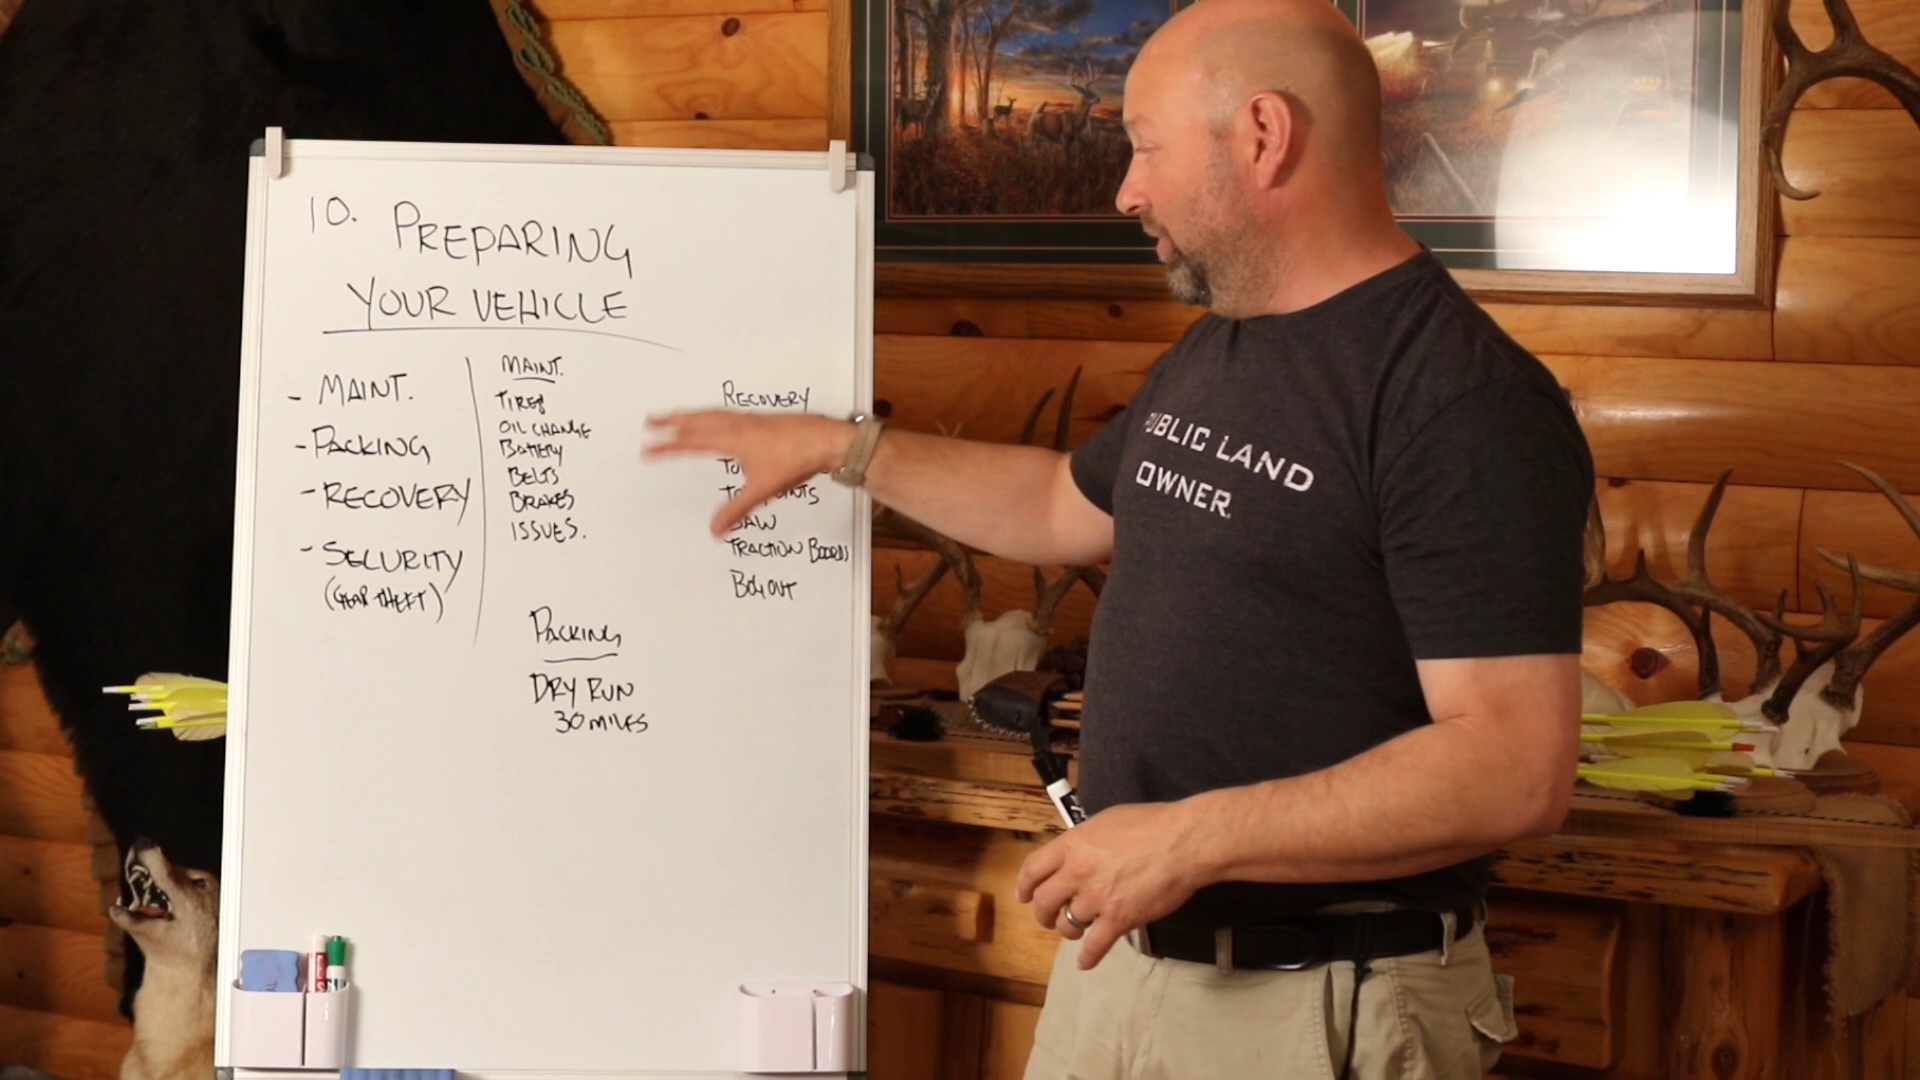 10. PREPARING
YOUR VEHICLE
- MAINT.
- PACKING
- RECOVERY
- SECURITY
(GEAR THEFT)
MAINT.
TIRES
OIL CHANGE
BATTERY
BELTS
BRAKES
ISSUES.
PACKING
DRY RUN
30 MILES
RECOVERY
SAW
TRACTION BOARDS
BOG OUT
PUBLIC LAND
OWNER